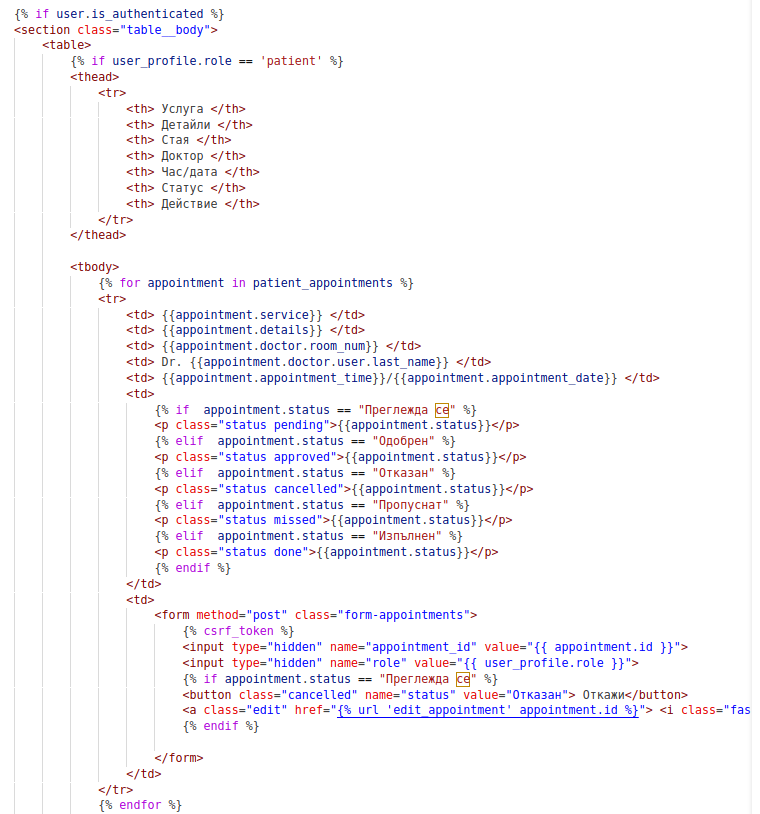 {% if user.is_authenticated %}
<section class="table__body">
<table>
{% if user_profile.role == 'patient' %}
<thead>
<tr>
<th> Услуга </th>
<th> Детайли </th>
<th> Стая </th>
<th> Доктор </th>
<th> Час/дата </th>
<th> Статус </th>
<th> Действие </th>
</tr>
</thead>
<tbody>
{% for appointment in patient_appointments %}
<tr>
<td> {{appointment.service}} </td>
<td> {{appointment.details}} </td>
<td> {{appointment.doctor.room_num}} </td>
<td> Dr. {{appointment.doctor.user.last_name}} </td>
<td> {{appointment.appointment_time}}/{{appointment.appointment_date}} </td>
<td>
{% if  appointment.status == "Преглежда се" %}
<p class="status pending">{{appointment.status}}</p>
{% elif  appointment.status == "Одобрен" %}
<p class="status approved">{{appointment.status}}</p>
{% elif  appointment.status == "Отказан" %}
<p class="status cancelled">{{appointment.status}}</p>
{% elif  appointment.status == "Пропуснат" %}
<p class="status missed">{{appointment.status}}</p>
{% elif  appointment.status == "Изпълнен" %}
<p class="status done">{{appointment.status}}</p>
{% endif %}
</td>
<td>
<form method="post" class="form-appointments">
{% csrf_token %}
<input type="hidden" name="appointment_id" value="{{ appointment.id }}">
<input type="hidden" name="role" value="{{ user_profile.role }}">
{% if appointment.status == "Преглежда се" %}
<button class="cancelled" name="status" value="Отказан"> Откажи</button>
<a class="edit" href="{% url 'edit_appointment' appointment.id %}"> <i class="fas
{% endif %}
</form>
</td>
</tr>
{% endfor %}